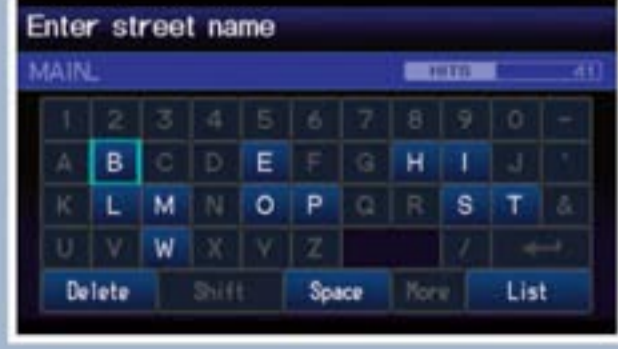 Enter street name
MAIN_ HITS 41
1 2 3 4 5 6 7 8 9 0 -
A B C D E F G H I J '
K L M N O P Q R S T &
U V W X Y Z /
Delete Shift Space More List